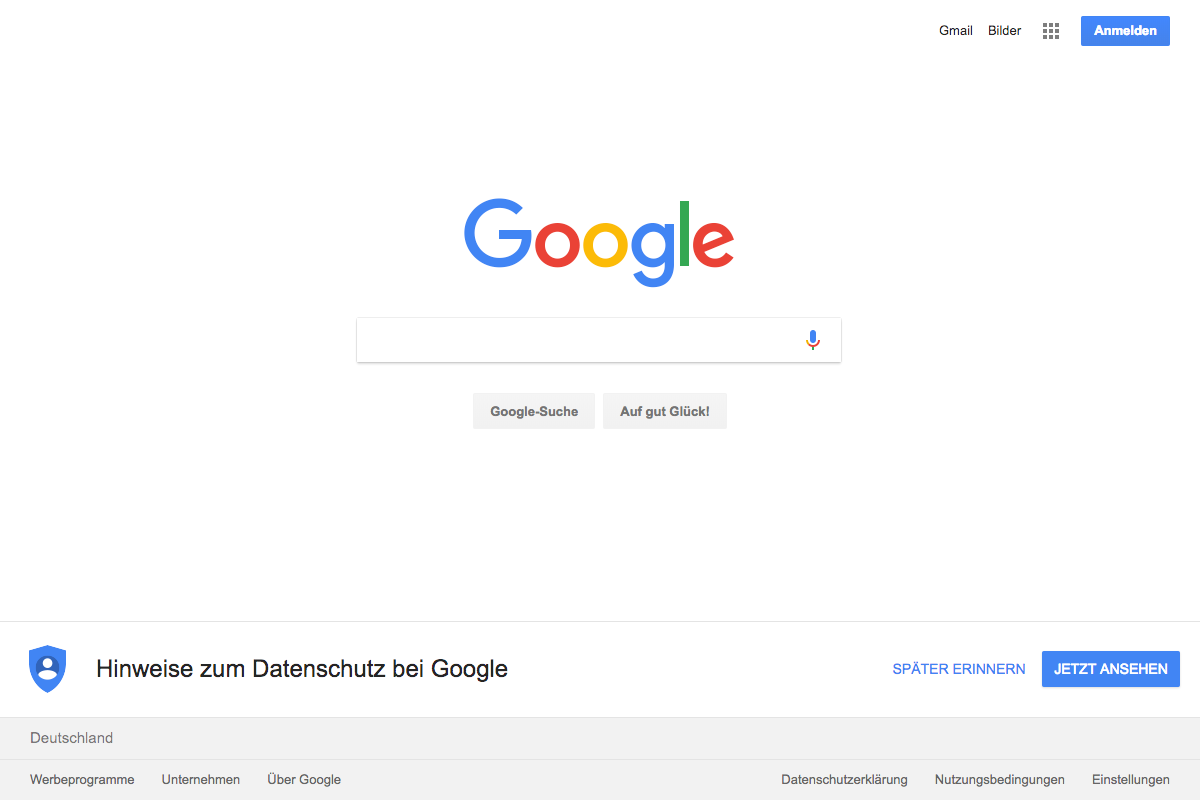 Gmail Bilder Anmelden
Google
Google-Suche Auf gut Glück!
Hinweise zum Datenschutz bei Google SPÄTER ERINNERN JETZT ANSEHEN
Deutschland
Werbeprogramme Unternehmen Über Google Datenschutzerklärung Nutzungsbedingungen Einstellungen